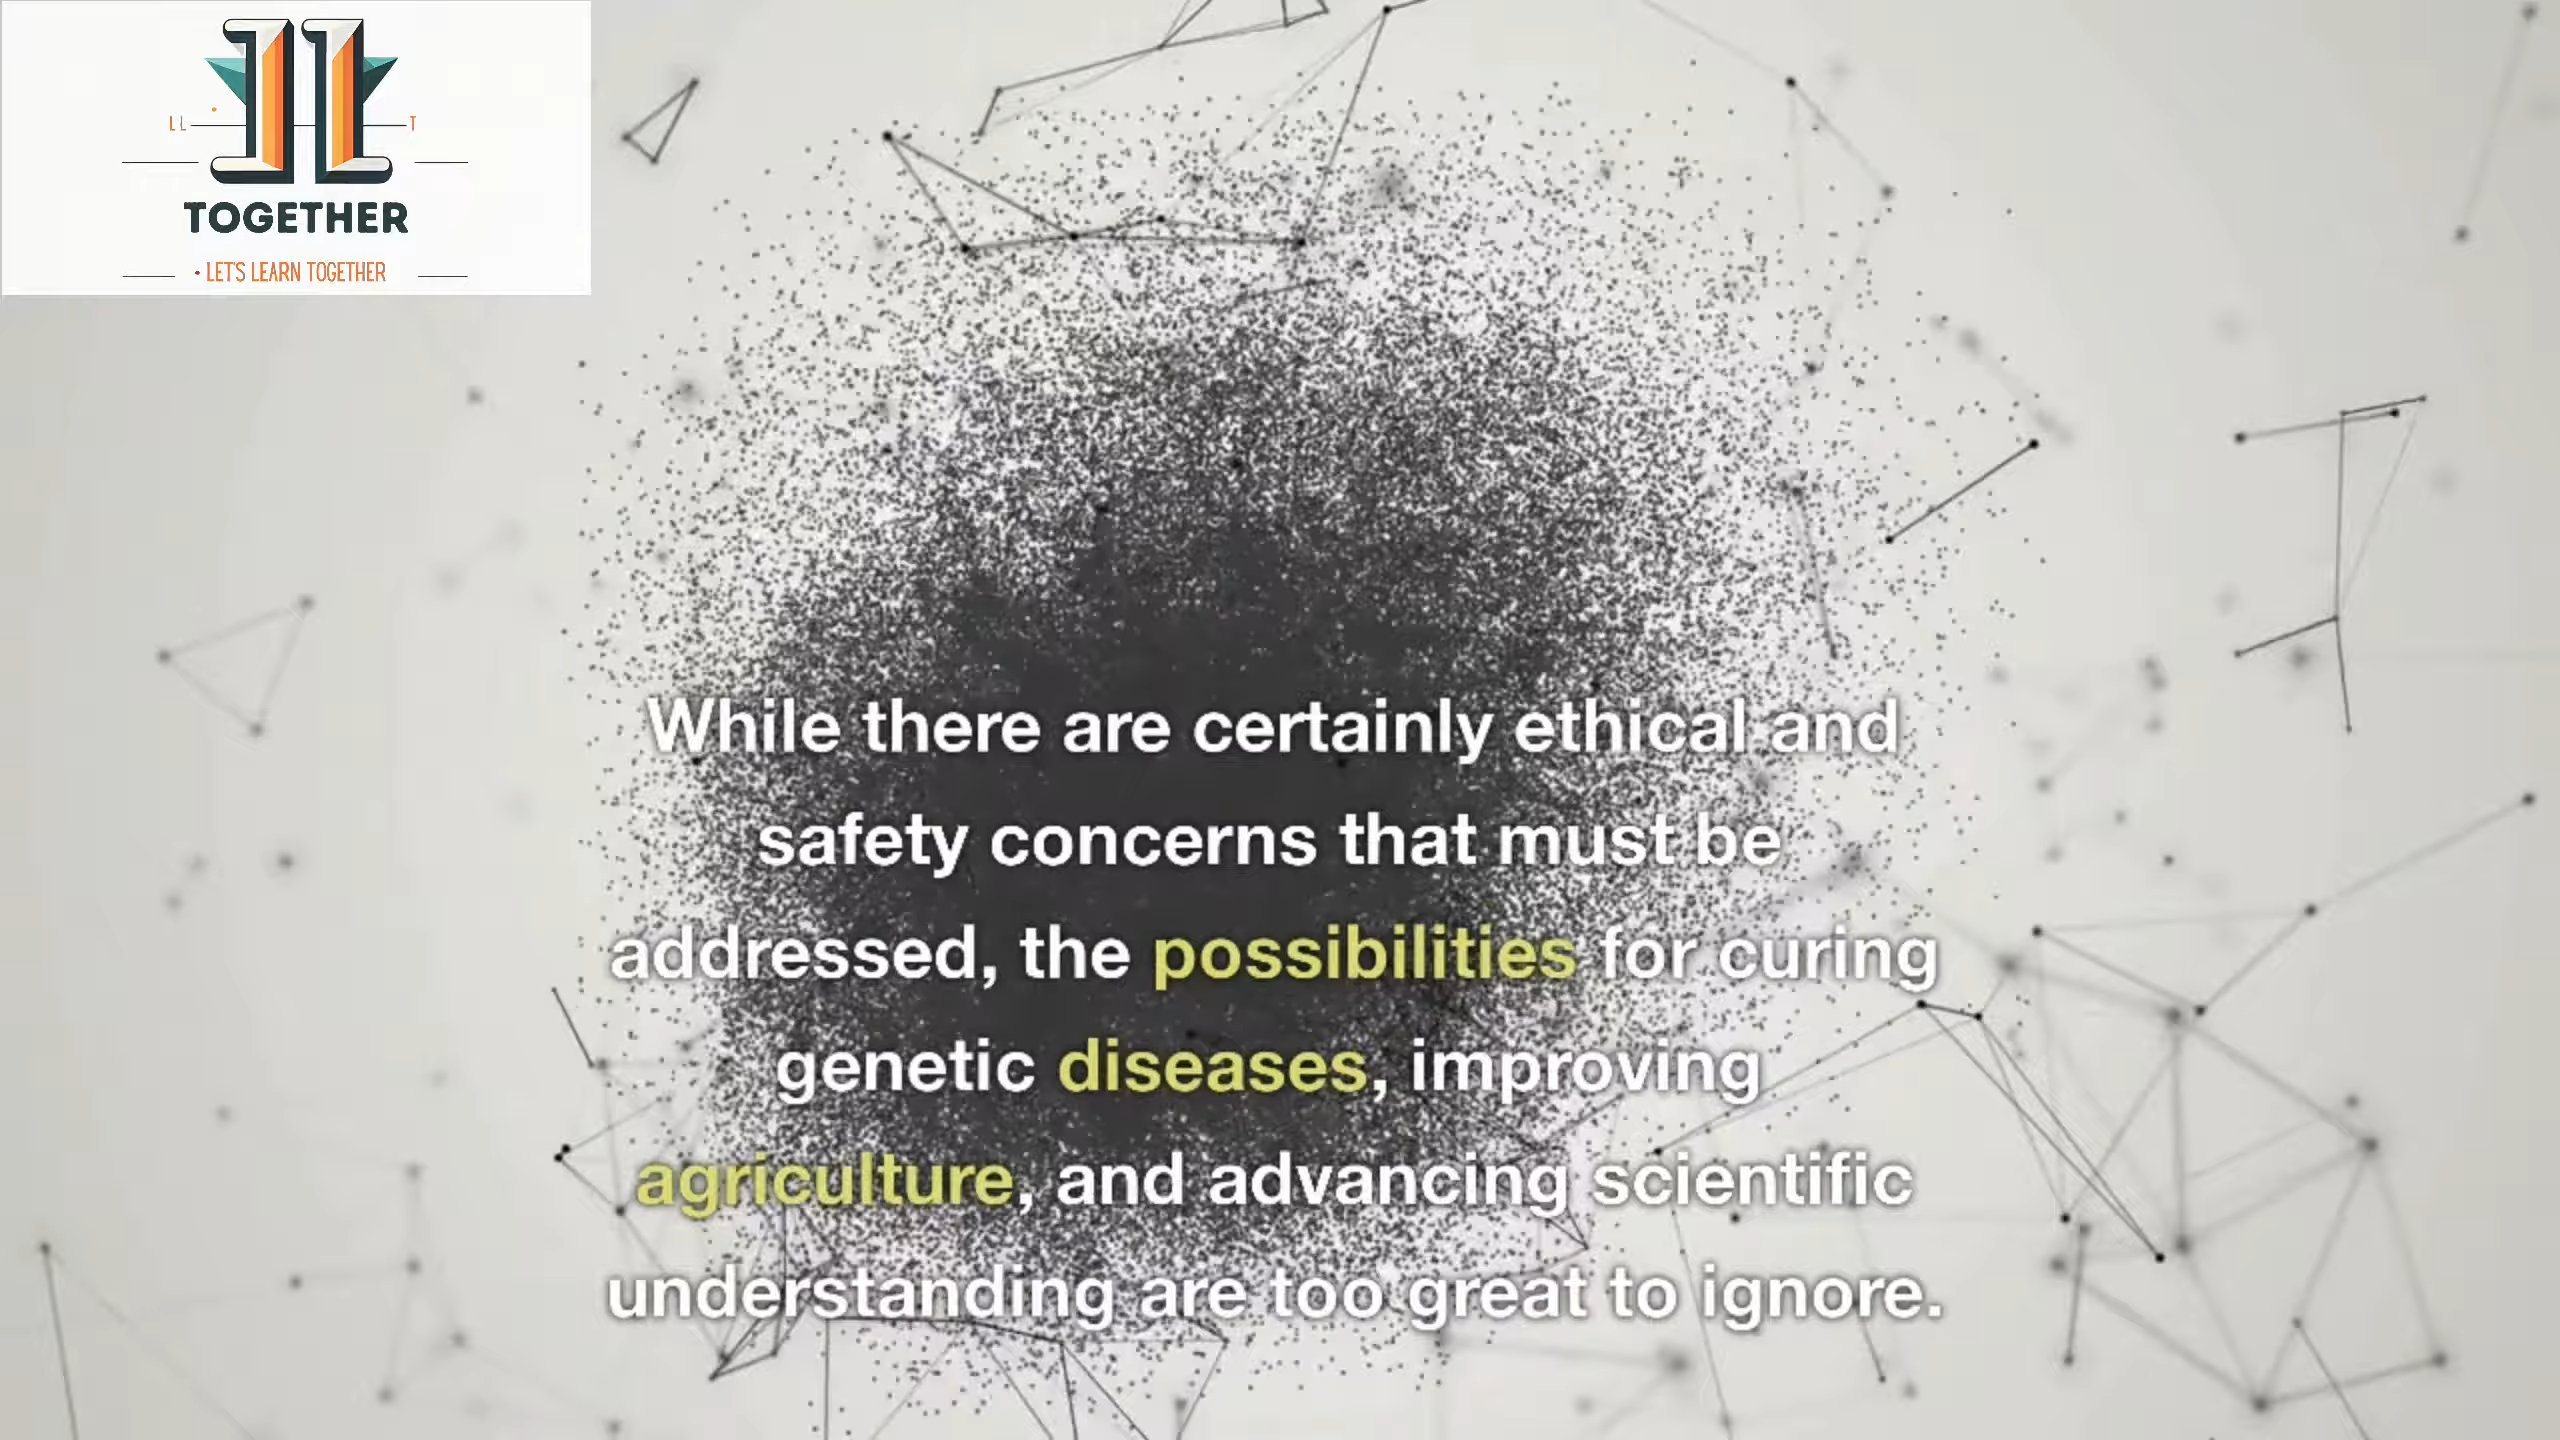 LL T
TOGETHER
• LET'S LEARN TOGETHER
While there are certainly ethical and
safety concerns that must be
addressed, the possibilities for curing
genetic diseases, improving
agriculture, and advancing scientific
understanding are too great to ignore.